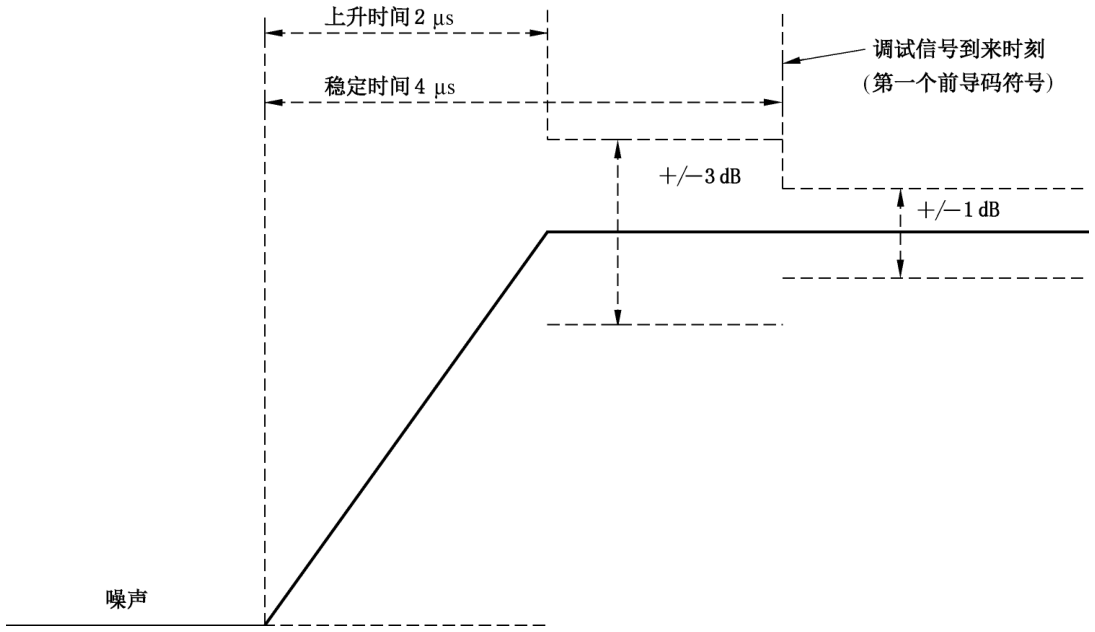 上升时间2 μs
稳定时间4 μs
调试信号到来时刻
(第一个前导码符号)
+/−3 dB
+/−1 dB
噪声